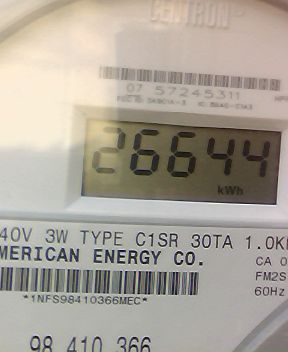 CENTRON
07 57245311
26644
kWh
40V 3W TYPE C1SR 30TA 1.0K
MERICAN ENERGY CO.
CA 0
FM2S
60Hz
*1NFS98410366MEC*
98 410 366